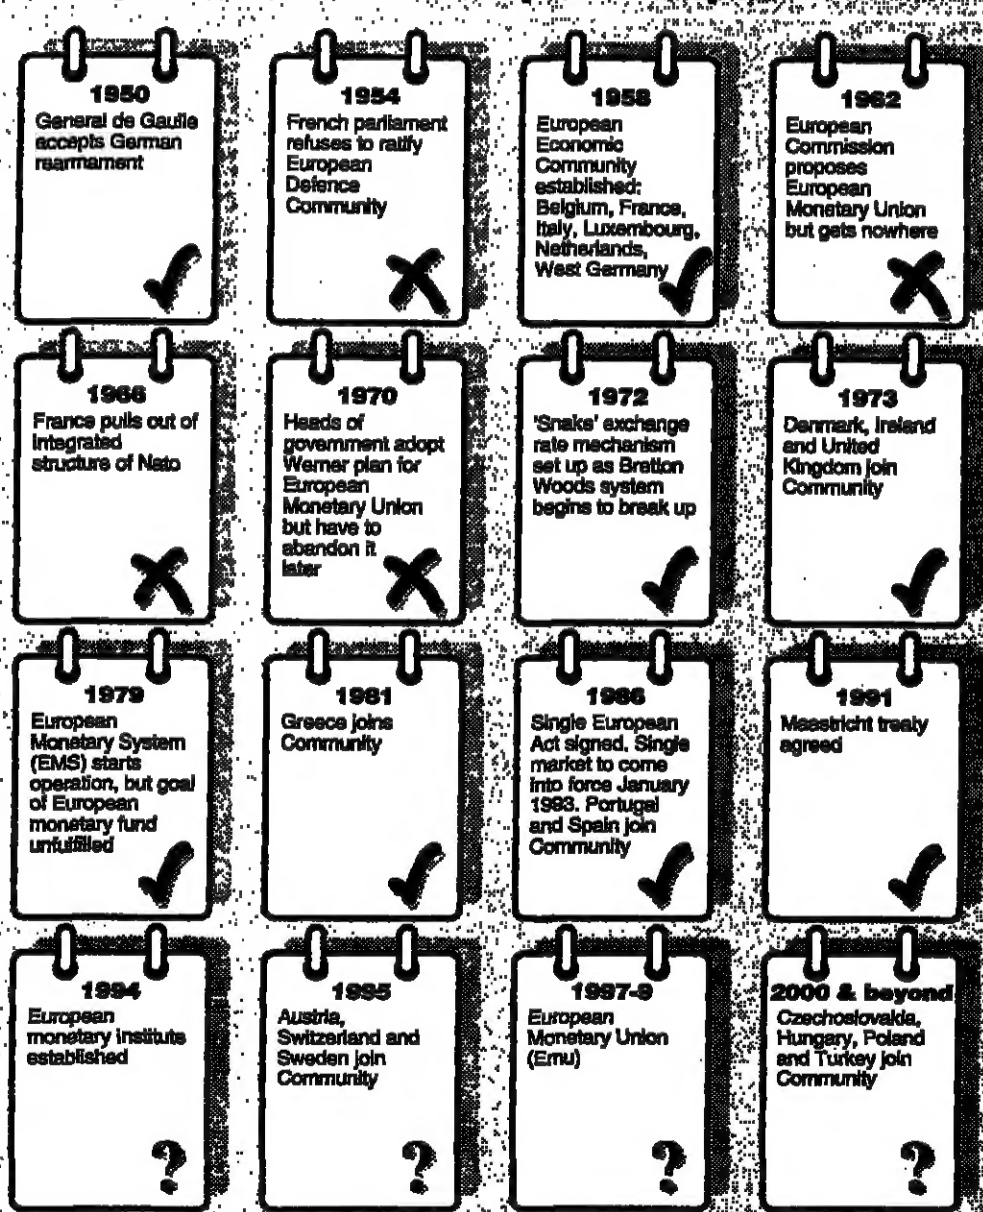 1950
General de Gaulle
accepts German
rearmament
1954
French parliament
refuses to ratify
European
Defence
Community
1958
European
Economic
Community
established:
Belgium, France,
Italy, Luxembourg,
Netherlands,
West Germany
1962
European
Commission
proposes
European
Monetary Union
but gets nowhere
1966
France pulls out of
integrated
structure of Nato
1970
Heads of
government adopt
Werner plan for
European
Monetary Union
but have to
abandon it
later
1972
'Snake' exchange
rate mechanism
set up as Bretton
Woods system
begins to break up
1973
Denmark, Ireland
and United
Kingdom join
Community
1979
European
Monetary System
(EMS) starts
operation, but goal
of European
monetary fund
unfulfilled
1981
Greece joins
Community
1986
Single European
Act signed. Single
market to come
into force January
1993. Portugal
and Spain join
Community
1991
Maastricht treaty
agreed
1994
European
monetary institute
established
1995
Austria,
Switzerland and
Sweden join
Community
1997-9
European
Monetary Union
(Emu)
2000 & beyond
Czechoslovakia,
Hungary, Poland
and Turkey join
Community